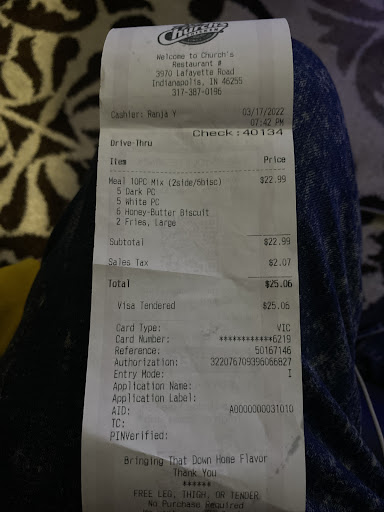 Church's
Welcome to Church's
Restaurant #
3970 Lafayette Road
Indianapolis, IN 46255
317-387-0196
Cashier: Ranja Y 03/17/2022
07:42 PM
Check:40134
Drive-Thru
Item Price
Meal 10PC Mix (2side/6bisc) $22.99
5 Dark PC
5 White PC
6 Honey-Butter Biscuit
2 Fries, Large
Subtotal $22.99
Sales Tax $2.07
Total $25.06
Visa Tendered $25.06
Card Type: VIC
Card Number: ************6219
Reference: 50167146
Authorization: 322076709396066827
Entry Mode: I
Application Name:
Application Label:
AID: A0000000031010
TC:
PINVerified:
Bringing That Down Home Flavor
Thank You
******
FREE LEG, THIGH, OR TENDER
No Purchase Required